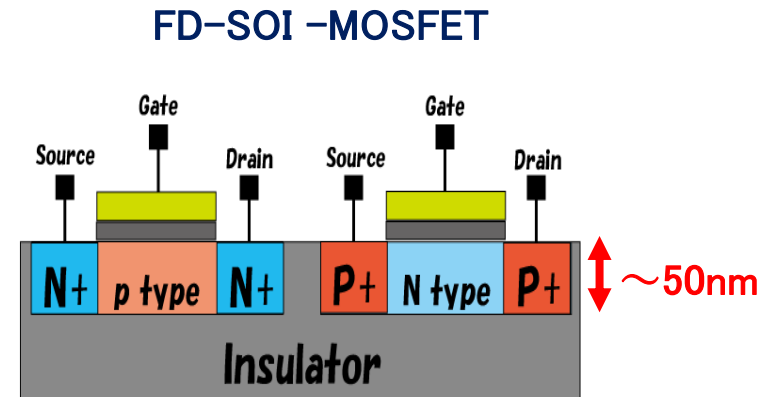 FD-SOI -MOSFET
Gate Gate
Source Drain Source Drain
N+ p type N+ P+ N type P+
～50nm
Insulator